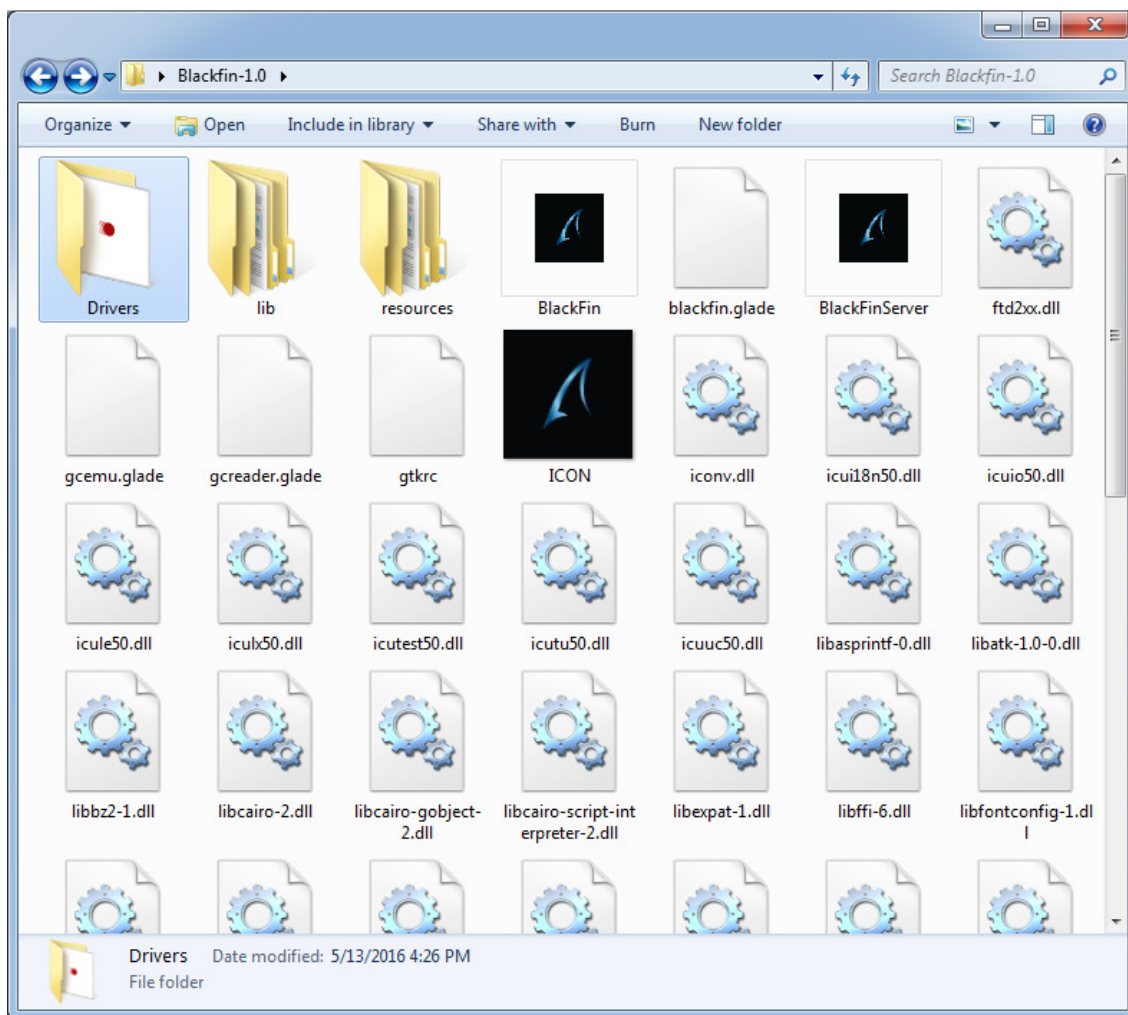 Blackfin-1.0
Search Blackfin-1.0
Organize Open Include in library Share with Burn New folder
Drivers lib resources BlackFin blackfin.glade BlackFinServer ftd2xx.dll
gcemu.glade gcreader.glade gtkrc ICON iconv.dll icui18n50.dll icuio50.dll
icule50.dll iculx50.dll icutest50.dll icutu50.dll icuuc50.dll libasprintf-0.dll libatk-1.0-0.dll
libbz2-1.dll libcairo-2.dll libcairo-gobject- libcairo-script-int libexpat-1.dll libffi-6.dll libfontconfig-1.dl
2.dll erpreter-2.dll l
Drivers Date modified: 5/13/2016 4:26 PM
File folder